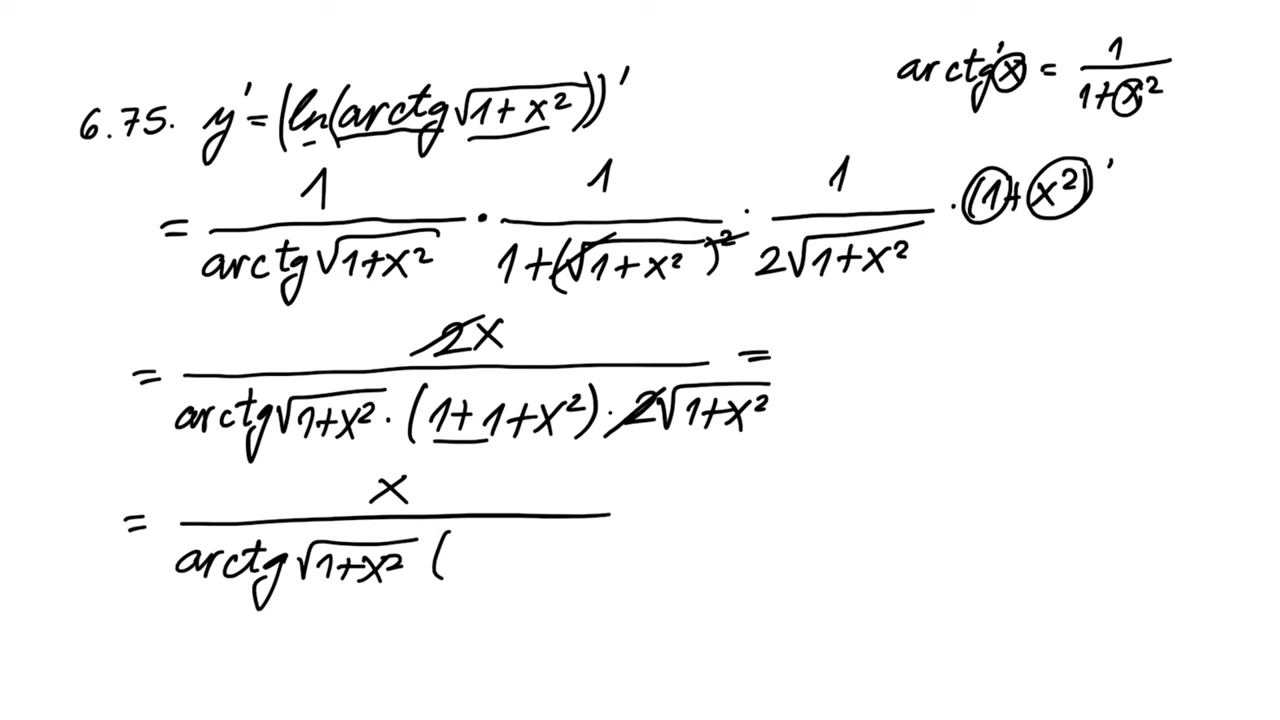 6.75. y' = (ln(arctg√(1+x²)))'
arctg'x = 1/(1+x²)
= 1/(arctg√(1+x²)) · 1/(1+(√(1+x²))²) · 1/(2√(1+x²)) · (1+x²)'
= 2x/(arctg√(1+x²) · (1+1+x²) · 2√(1+x²)) =
= x/(arctg√(1+x²) (